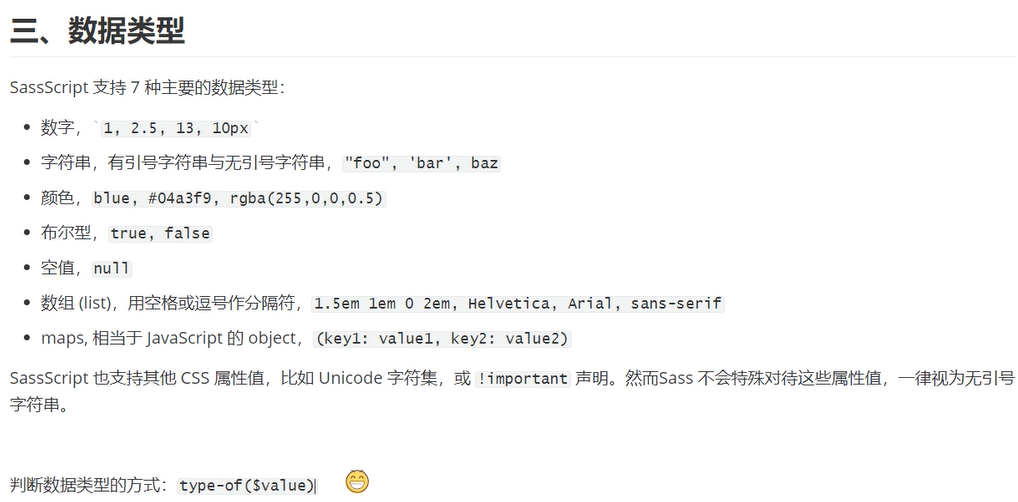 三、数据类型
SassScript 支持 7 种主要的数据类型：
数字，`1, 2.5, 13, 10px`
字符串，有引号字符串与无引号字符串，"foo", 'bar', baz
颜色，blue, #04a3f9, rgba(255,0,0,0.5)
布尔型，true, false
空值，null
数组 (list)，用空格或逗号作分隔符，1.5em 1em 0 2em, Helvetica, Arial, sans-serif
maps, 相当于 JavaScript 的 object，(key1: value1, key2: value2)
SassScript 也支持其他 CSS 属性值，比如 Unicode 字符集，或 !important 声明。然而Sass 不会特殊对待这些属性值，一律视为无引号
字符串。
判断数据类型的方式：type-of($value)